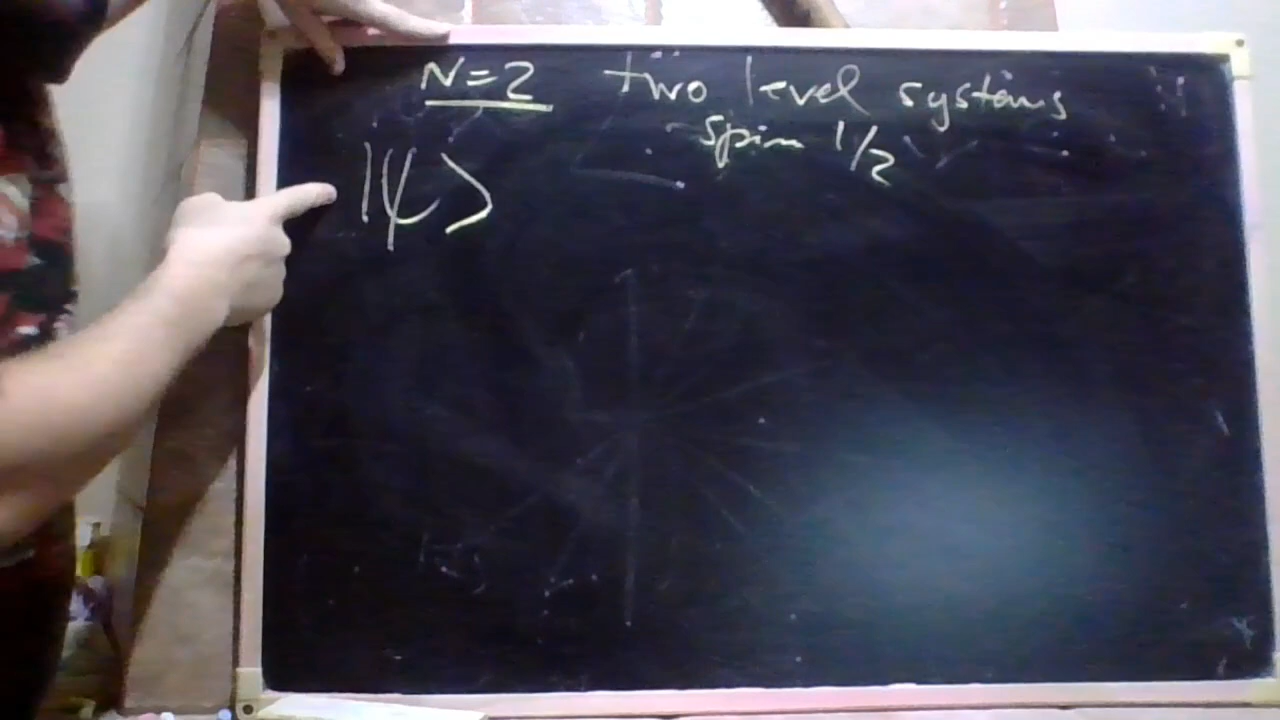 N=2 two level systems
spin 1/2
|ψ>